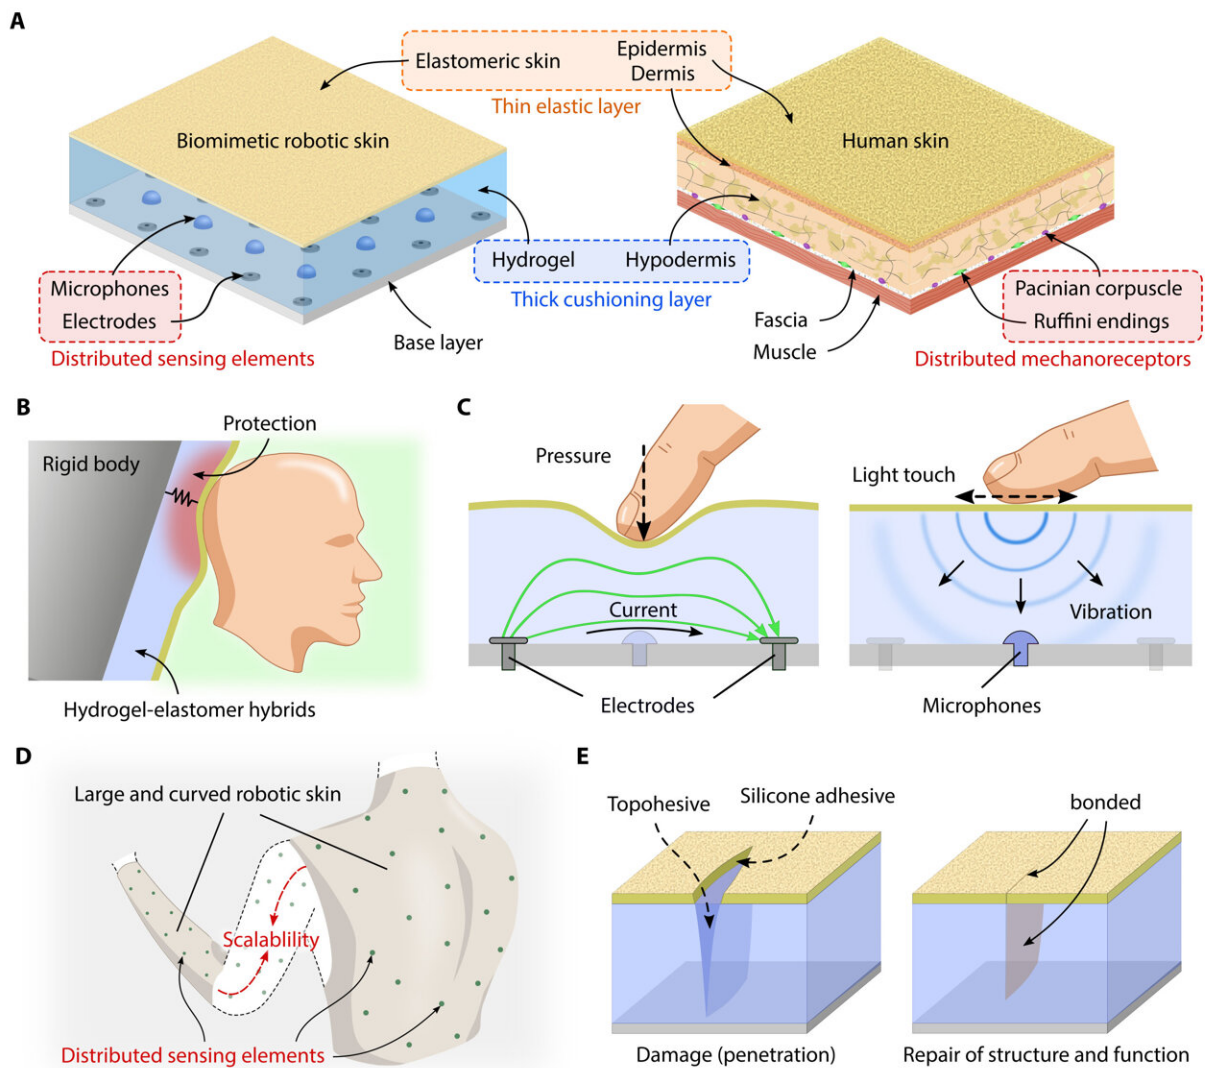 A
Elastomeric skin
Epidermis
Dermis
Thin elastic layer
Biomimetic robotic skin
Human skin
Hydrogel
Hypodermis
Thick cushioning layer
Microphones
Electrodes
Distributed sensing elements
Base layer
Fascia
Muscle
Pacinian corpuscle
Ruffini endings
Distributed mechanoreceptors
B
Protection
Rigid body
Hydrogel-elastomer hybrids
C
Pressure
Current
Electrodes
Light touch
Vibration
Microphones
D
Large and curved robotic skin
Scalablility
Distributed sensing elements
E
Topohesive
Silicone adhesive
Damage (penetration)
bonded
Repair of structure and function